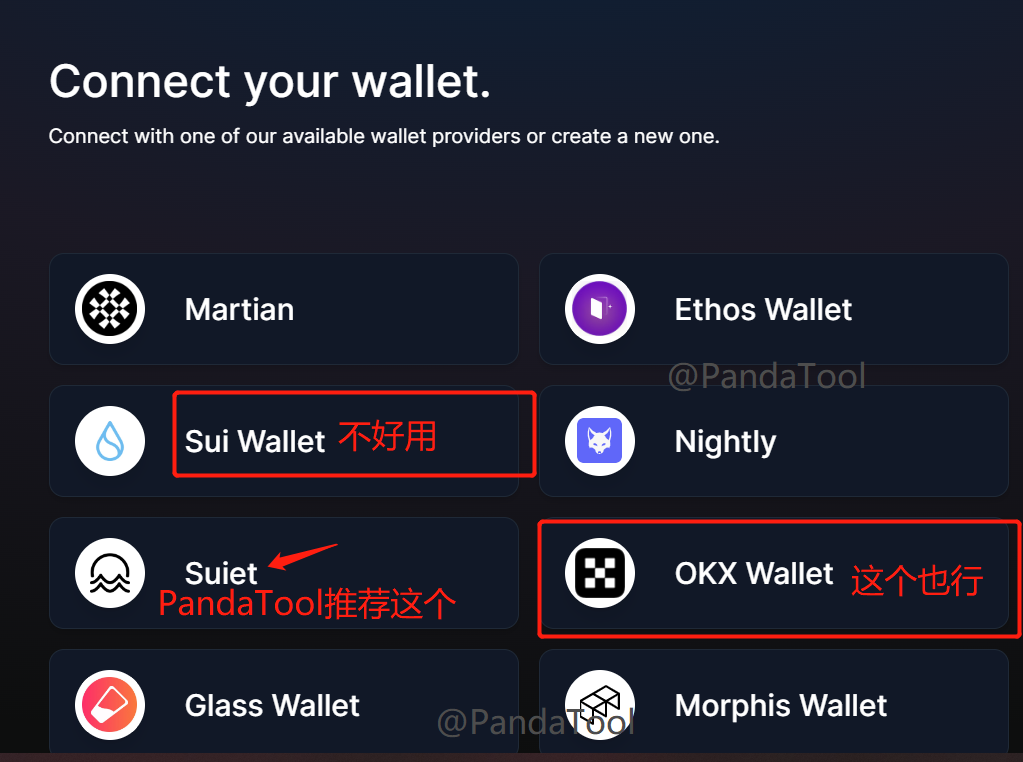 Connect your wallet.
Connect with one of our available wallet providers or create a new one.
Martian
Ethos Wallet
@PandaTool
Sui Wallet 不好用
Nightly
Suiet
PandaTool推荐这个
OKX Wallet 这个也行
Glass Wallet
Morphis Wallet
@PandaTool